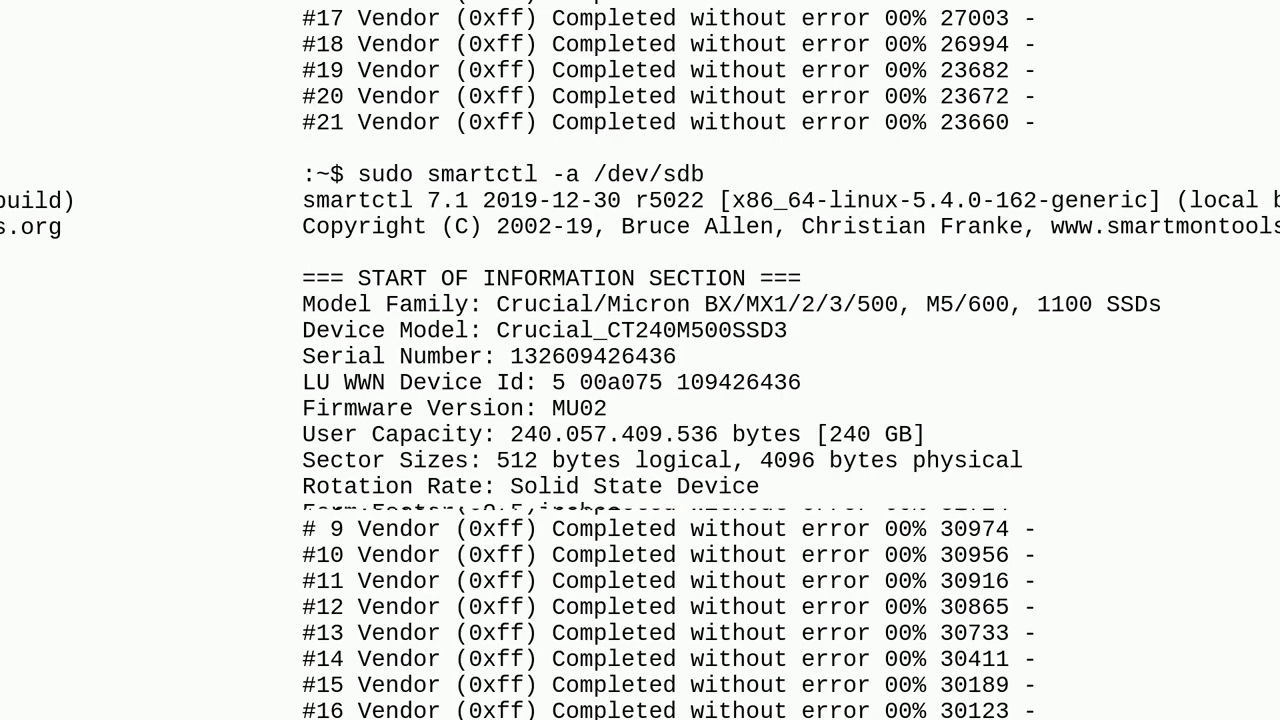 #17 Vendor (0xff) Completed without error 00% 27003 -
#18 Vendor (0xff) Completed without error 00% 26994 -
#19 Vendor (0xff) Completed without error 00% 23682 -
#20 Vendor (0xff) Completed without error 00% 23672 -
#21 Vendor (0xff) Completed without error 00% 23660 -
:~$ sudo smartctl -a /dev/sdb
smartctl 7.1 2019-12-30 r5022 [x86_64-linux-5.4.0-162-generic] (local b
uild)
Copyright (C) 2002-19, Bruce Allen, Christian Franke, www.smartmontools
s.org
=== START OF INFORMATION SECTION ===
Model Family: Crucial/Micron BX/MX1/2/3/500, M5/600, 1100 SSDs
Device Model: Crucial_CT240M500SSD3
Serial Number: 132609426436
LU WWN Device Id: 5 00a075 109426436
Firmware Version: MU02
User Capacity: 240.057.409.536 bytes [240 GB]
Sector Sizes: 512 bytes logical, 4096 bytes physical
Rotation Rate: Solid State Device
# 9 Vendor (0xff) Completed without error 00% 30974 -
#10 Vendor (0xff) Completed without error 00% 30956 -
#11 Vendor (0xff) Completed without error 00% 30916 -
#12 Vendor (0xff) Completed without error 00% 30865 -
#13 Vendor (0xff) Completed without error 00% 30733 -
#14 Vendor (0xff) Completed without error 00% 30411 -
#15 Vendor (0xff) Completed without error 00% 30189 -
#16 Vendor (0xff) Completed without error 00% 30123 -